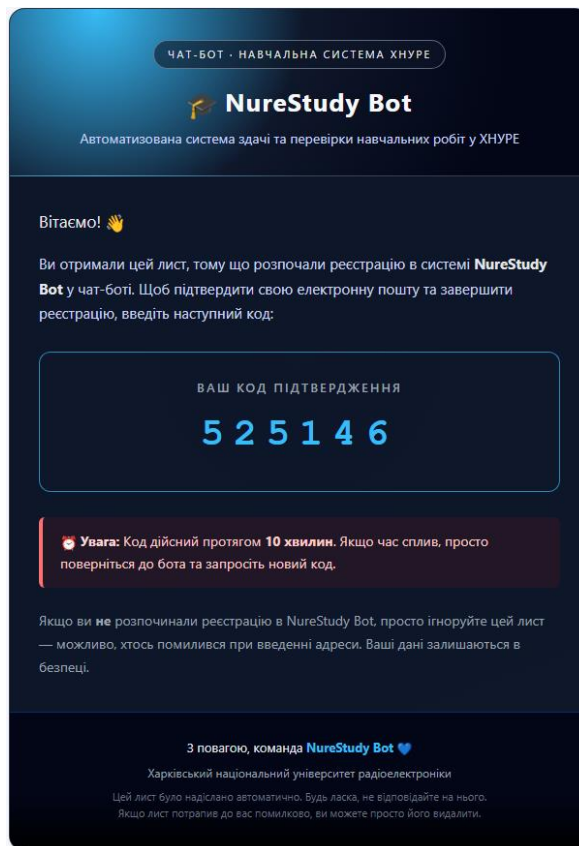 ЧАТ-БОТ · НАВЧАЛЬНА СИСТЕМА ХНУРЕ
🎓 NureStudy Bot
Автоматизована система здачі та перевірки навчальних робіт у ХНУРЕ
Вітаємо! 👋
Ви отримали цей лист, тому що розпочали реєстрацію в системі NureStudy
Bot у чат-боті. Щоб підтвердити свою електронну пошту та завершити
реєстрацію, введіть наступний код:
ВАШ КОД ПІДТВЕРДЖЕННЯ
525146
⏰ Увага: Код дійсний протягом 10 хвилин. Якщо час сплив, просто
поверніться до бота та запросіть новий код.
Якщо ви не розпочинали реєстрацію в NureStudy Bot, просто ігноруйте цей лист
— можливо, хтось помилився при введенні адреси. Ваші дані залишаються в
безпеці.
З повагою, команда NureStudy Bot 💙
Харківський національний університет радіоелектроніки
Цей лист було надіслано автоматично. Будь ласка, не відповідайте на нього.
Якщо лист потрапив до вас помилково, ви можете просто його видалити.